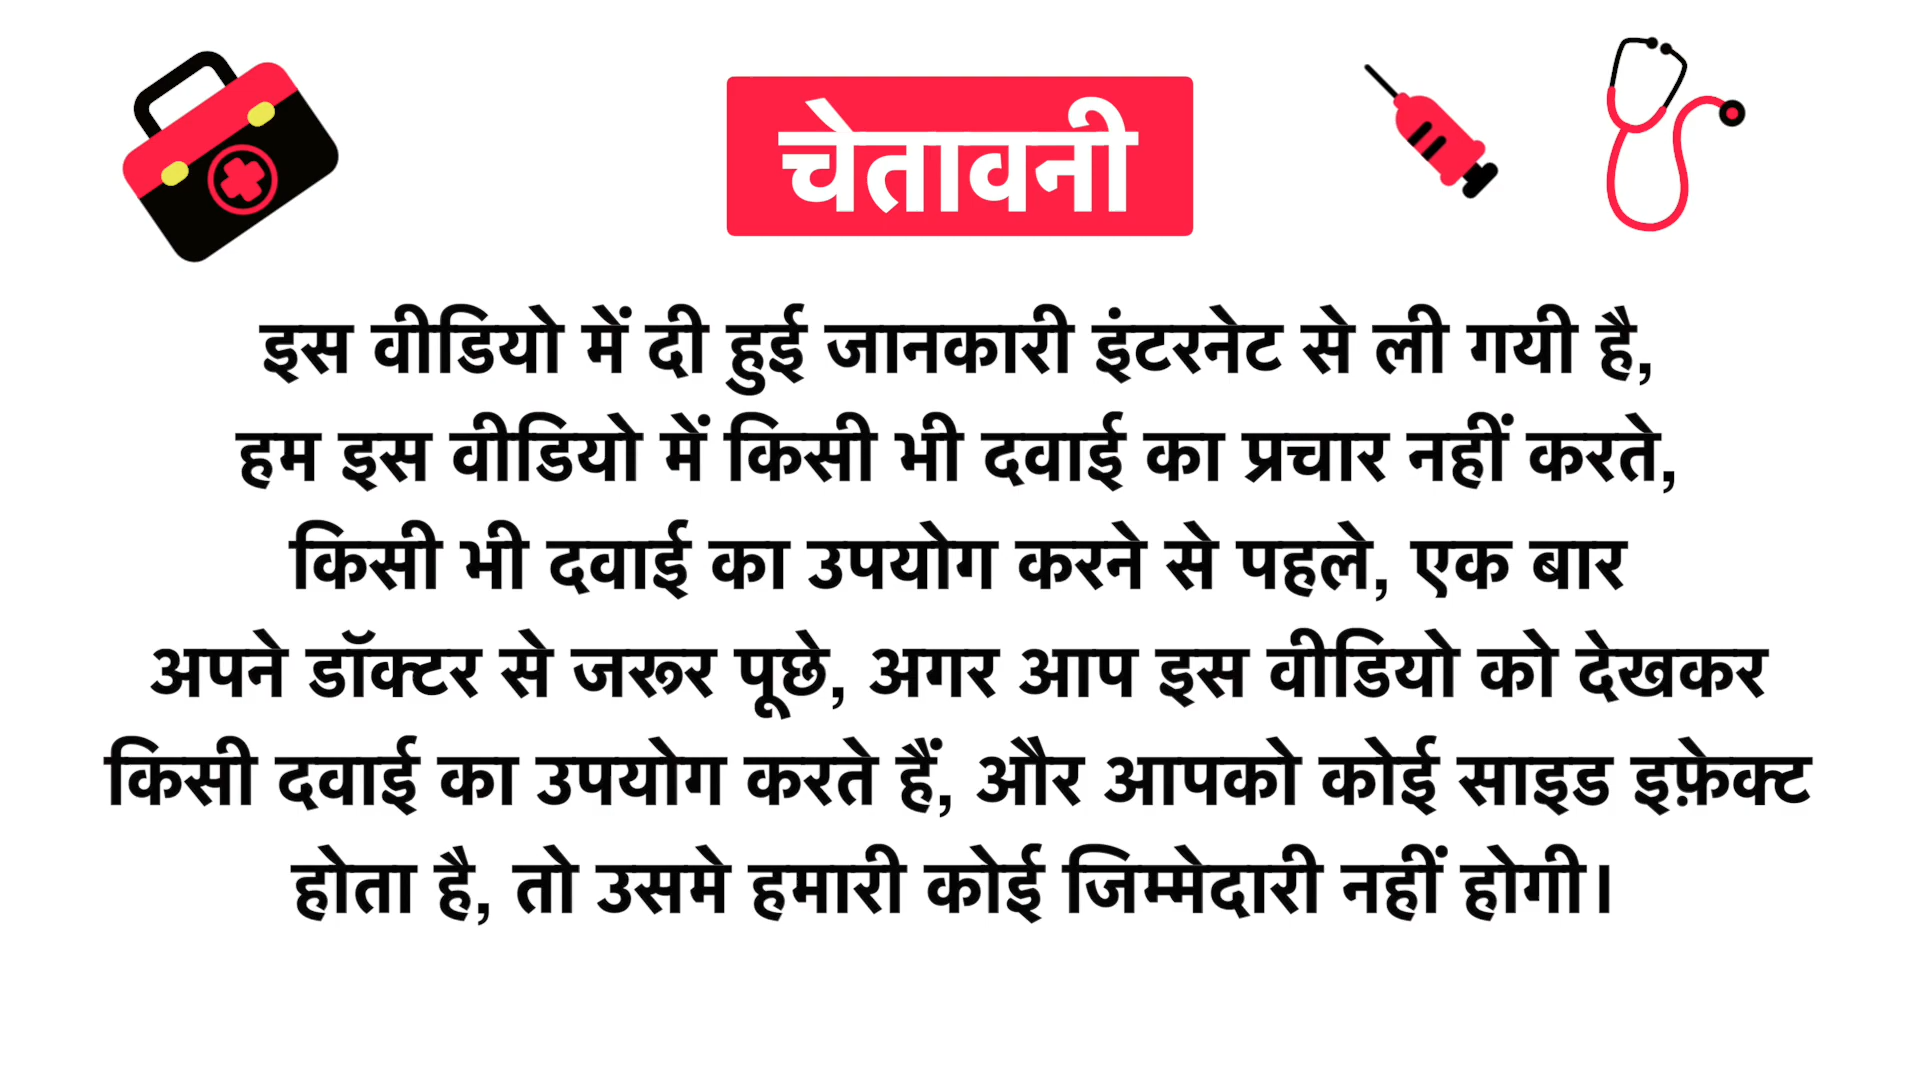 चेतावनी
इस वीडियो में दी हुई जानकारी इंटरनेट से ली गयी है,
हम इस वीडियो में किसी भी दवाई का प्रचार नहीं करते,
किसी भी दवाई का उपयोग करने से पहले, एक बार
अपने डॉक्टर से जरूर पूछे, अगर आप इस वीडियो को देखकर
किसी दवाई का उपयोग करते हैं, और आपको कोई साइड इफ़ेक्ट
होता है, तो उसमे हमारी कोई जिम्मेदारी नहीं होगी।